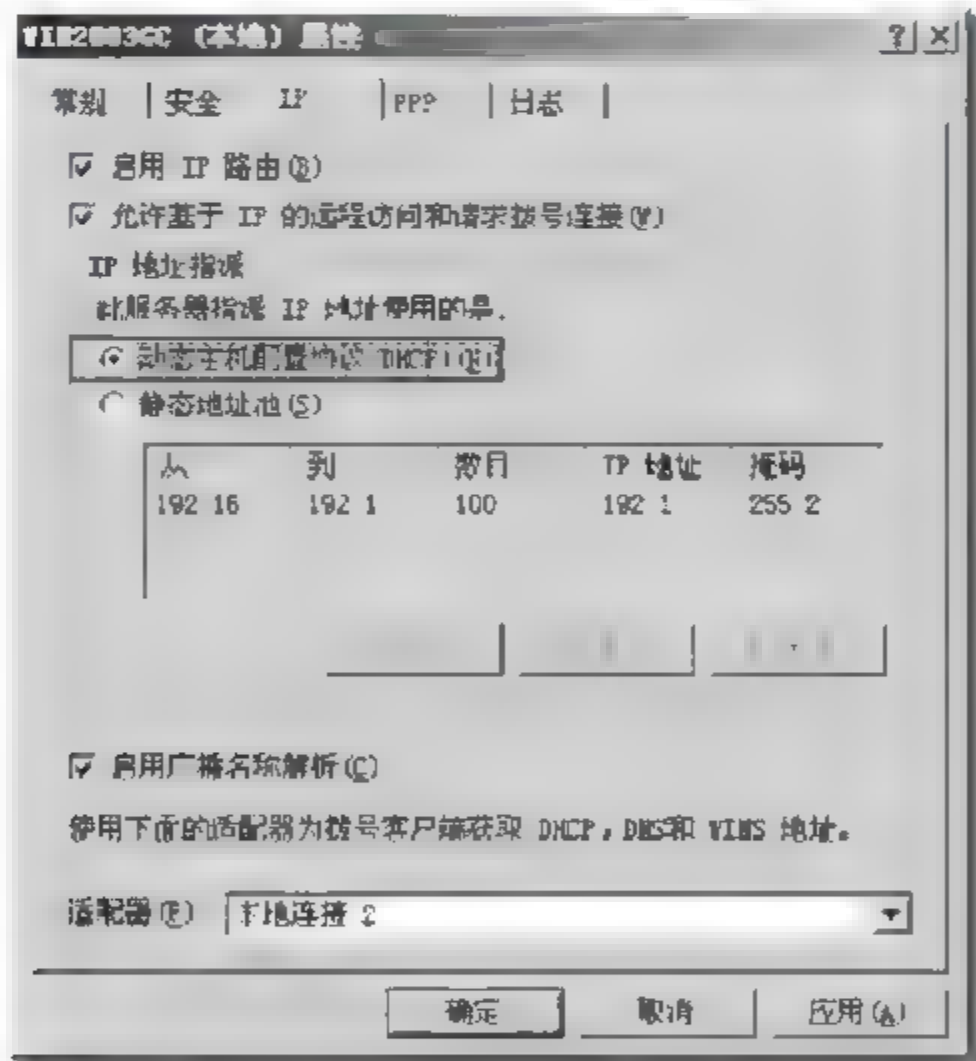 WIN2003GC (本地) 属性
常规 安全 IP PPP 日志
启用 IP 路由(R)
允许基于 IP 的远程访问和请求拨号连接(W)
IP 地址指派
此服务器指派 IP 地址使用的是:
动态主机配置协议 DHCP)(N)
静态地址池(S)
从 到 数目 IP 地址 掩码
192 16 192 1 100 192 1 255 2
启用广播名称解析(C)
使用下面的适配器为拨号客户端获取 DHCP,DNS和 WINS 地址。
适配器(P) 本地连接 2
确定 取消 应用(A)